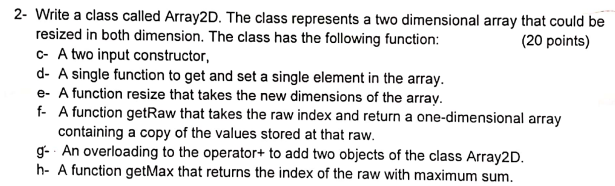 2- Write a class called Array2D. The class represents a two dimensional array that could be
resized in both dimension. The class has the following function: (20 points)
c- A two input constructor,
d- A single function to get and set a single element in the array.
e- A function resize that takes the new dimensions of the array.
f- A function getRaw that takes the raw index and return a one-dimensional array
containing a copy of the values stored at that raw.
g- An overloading to the operator+ to add two objects of the class Array2D.
h- A function getMax that returns the index of the raw with maximum sum.